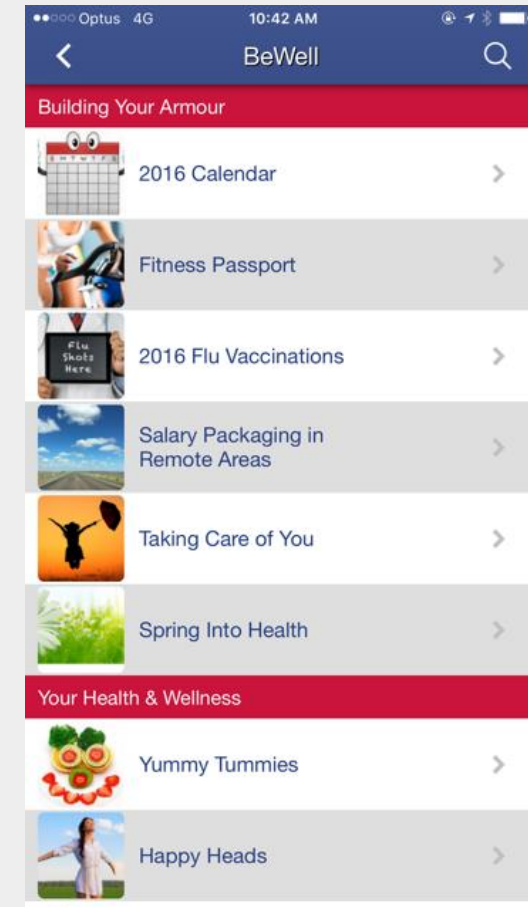 Optus 4G 10:42 AM
BeWell
Building Your Armour
S M T W T F S
2016 Calendar
Fitness Passport
Flu
Shots
Here
2016 Flu Vaccinations
Salary Packaging in
Remote Areas
Taking Care of You
Spring Into Health
Your Health & Wellness
Yummy Tummies
Happy Heads